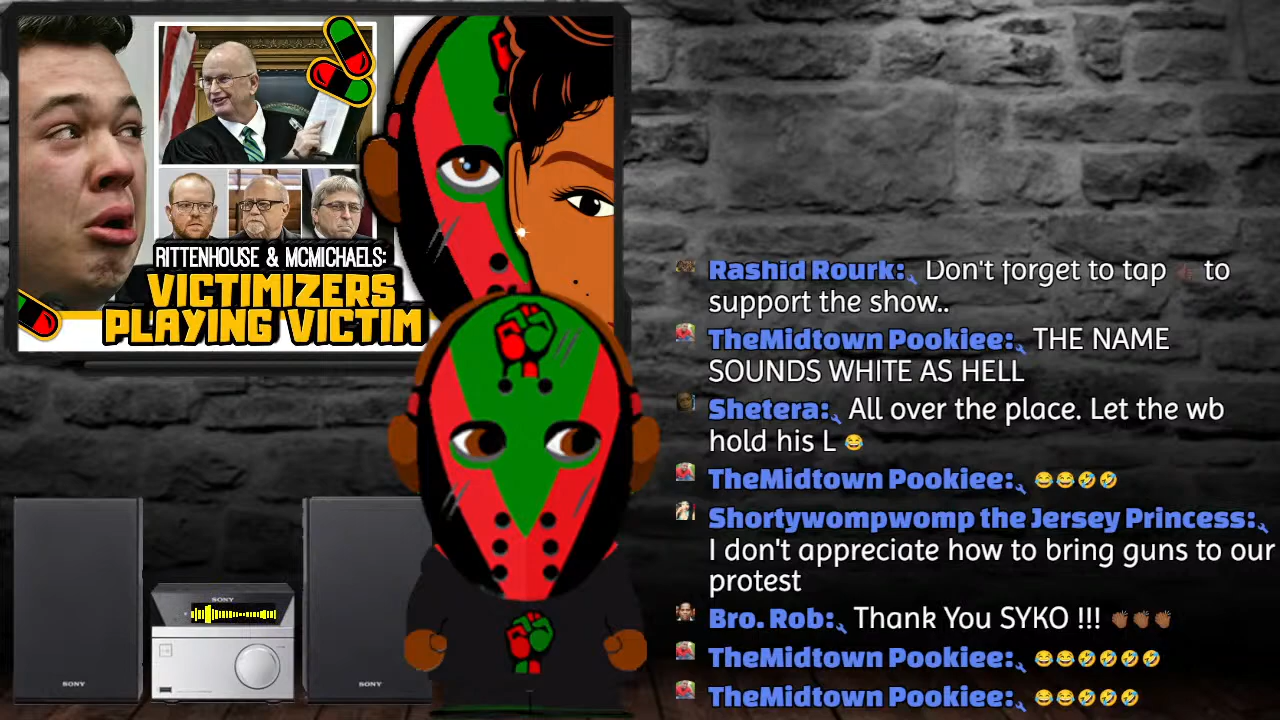 RITTENHOUSE & MCMICHAELS:
VICTIMIZERS
PLAYING VICTIM
SONY
SONY
SONY
Rashid Rourk: Don't forget to tap 👏🏾 to
support the show..
TheMidtown Pookiee: THE NAME
SOUNDS WHITE AS HELL
Shetera: All over the place. Let the wb
hold his L 😂
TheMidtown Pookiee: 😂😂🤣🤣
Shortywompwomp the Jersey Princess:
I don't appreciate how to bring guns to our
protest
Bro. Rob: Thank You SYKO !!! 👏🏾👏🏾👏🏾
TheMidtown Pookiee: 😂😂🤣🤣🤣🤣
TheMidtown Pookiee: 😂😂🤣🤣🤣